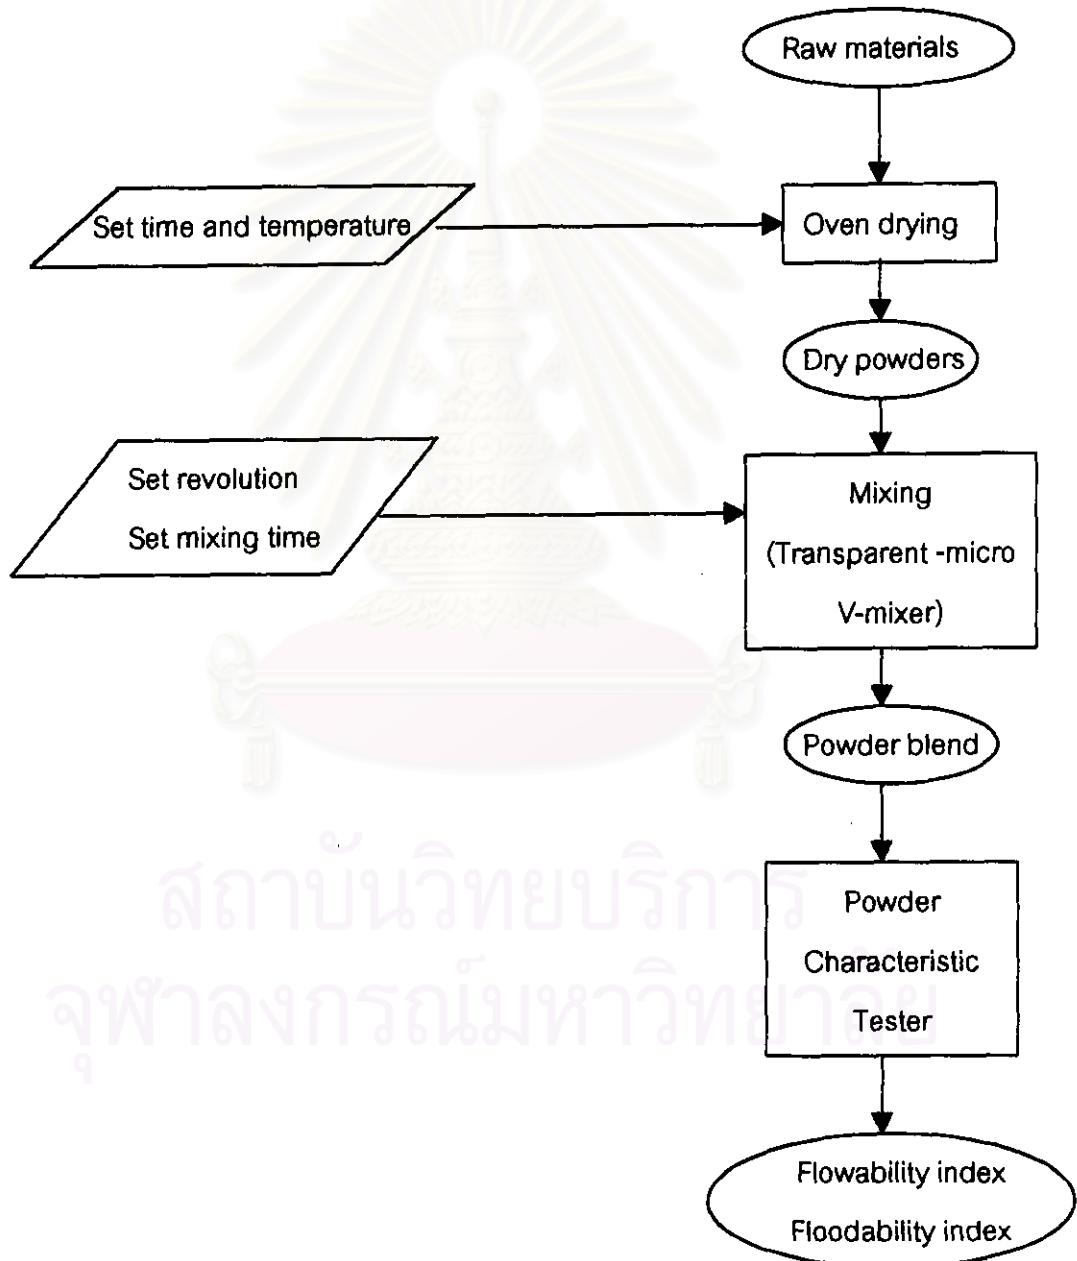 Raw materials
Set time and temperature
Oven drying
Dry powders
Set revolution
Set mixing time
Mixing
(Transparent -micro
V-mixer)
Powder blend
Powder
Characteristic
Tester
สถาบันวิทยบริการ
จุฬาลงกรณ์มหาวิทยาลัย
Flowability index
Floodability index